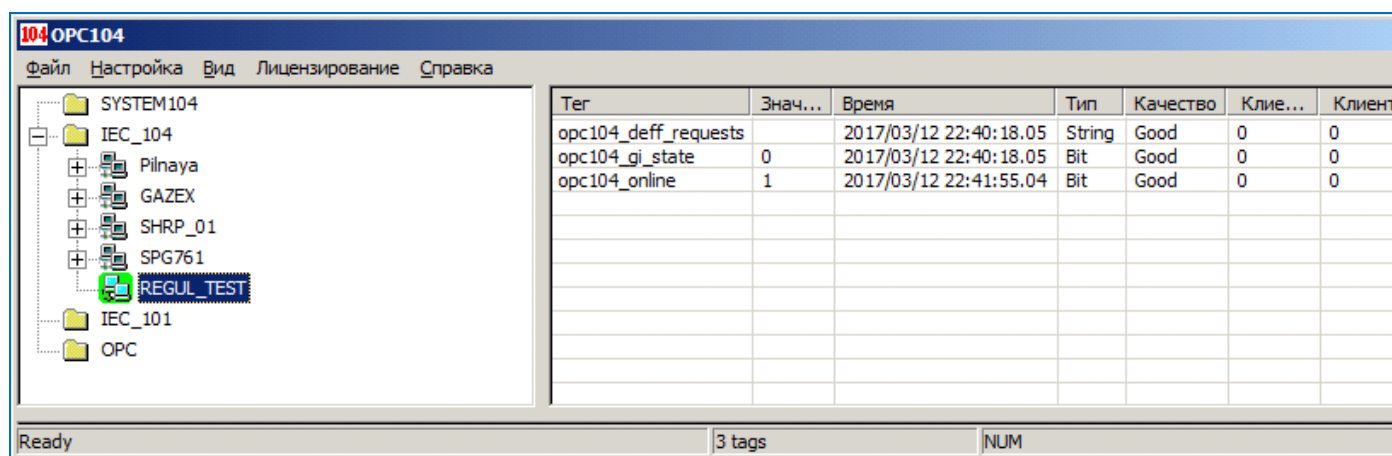 104 OPC104
Файл Настройка Вид Лицензирование Справка
SYSTEM104
IEC_104
Pilnaya
GAZEX
SHRP_01
SPG761
REGUL_TEST
IEC_101
OPC
Тег Знач... Время Тип Качество Клие... Клиент
opc104_deff_requests 2017/03/12 22:40:18.05 String Good 0 0
opc104_gi_state 0 2017/03/12 22:40:18.05 Bit Good 0 0
opc104_online 1 2017/03/12 22:41:55.04 Bit Good 0 0
Ready 3 tags NUM